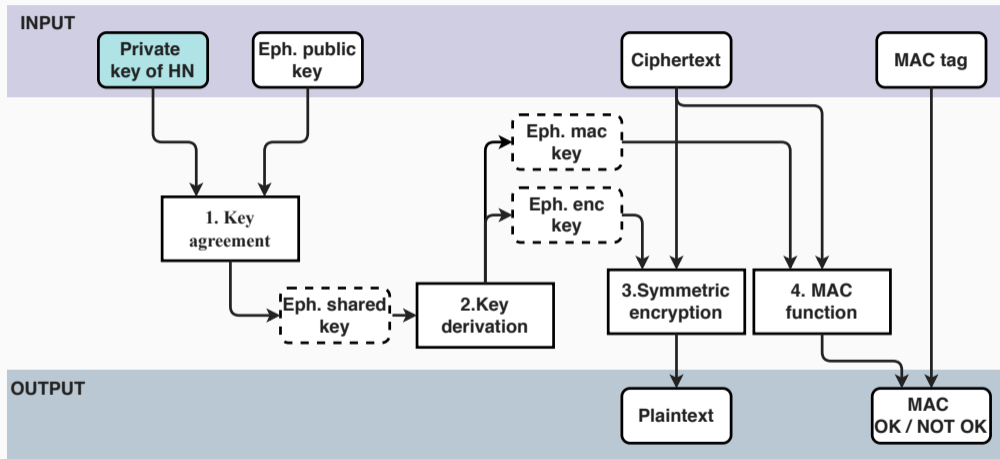 INPUT
Private
key of HN
Eph. public
key
Ciphertext
MAC tag
Eph. mac
key
Eph. enc
key
1. Key
agreement
Eph. shared
key
2.Key
derivation
3.Symmetric
encryption
4. MAC
function
OUTPUT
Plaintext
MAC
OK / NOT OK